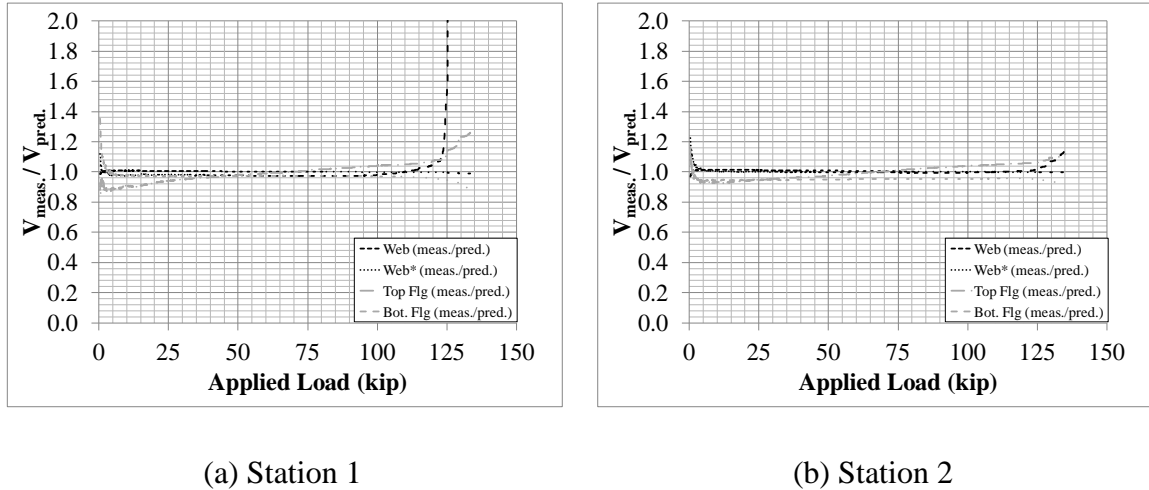 2.0
1.8
1.6
1.4
1.2
1.0
0.8
0.6
0.4
0.2
0.0
V meas. / V pred.
0 25 50 75 100 125 150
Applied Load (kip)
Web (meas./pred.)
Web* (meas./pred.)
Top Flg (meas./pred.)
Bot. Flg (meas./pred.)
(a) Station 1
2.0
1.8
1.6
1.4
1.2
1.0
0.8
0.6
0.4
0.2
0.0
V meas. / V pred.
0 25 50 75 100 125 150
Applied Load (kip)
Web (meas./pred.)
Web* (meas./pred.)
Top Flg (meas./pred.)
Bot. Flg (meas./pred.)
(b) Station 2